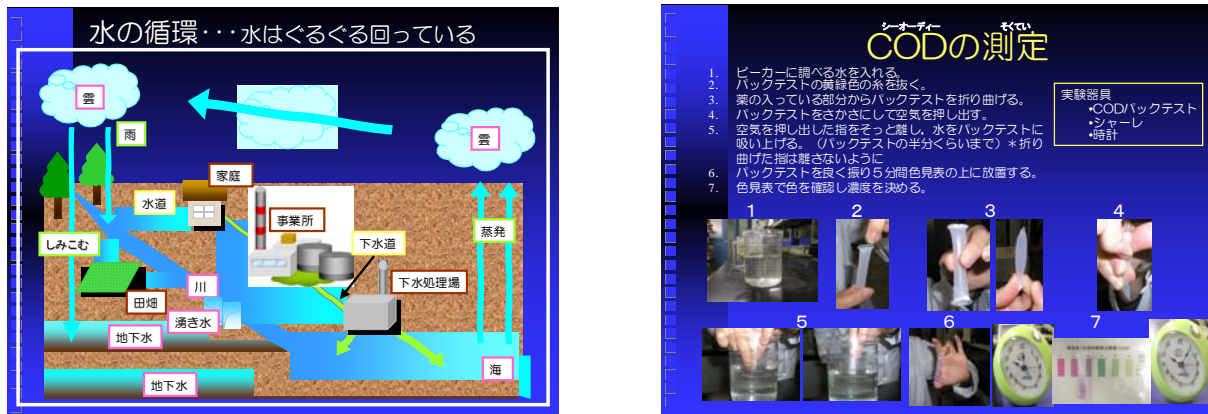 水の循環・・・水はぐるぐる回っている
雲
雲
雨
家庭
水道
事業所
蒸発
しみこむ
下水道
下水処理場
川
田畑
湧き水
地下水
海
地下水
シーオーディー そくてい
CODの測定
1. ビーカーに調べる水を入れる。
2. パックテストの黄緑色の糸を抜く。
3. 薬の入っている部分からパックテストを折り曲げる。
4. パックテストをさかさにして空気を押し出す。
5. 空気を押し出した指をそっと離し、水をパックテストに
吸い上げる。（パックテストの半分くらいまで）＊折り
曲げた指は離さないように
6. パックテストを良く振り５分間色見表の上に放置する。
7. 色見表で色を確認し濃度を決める。
実験器具
•CODパックテスト
•シャーレ
•時計
1 2 3 4
5 6 7